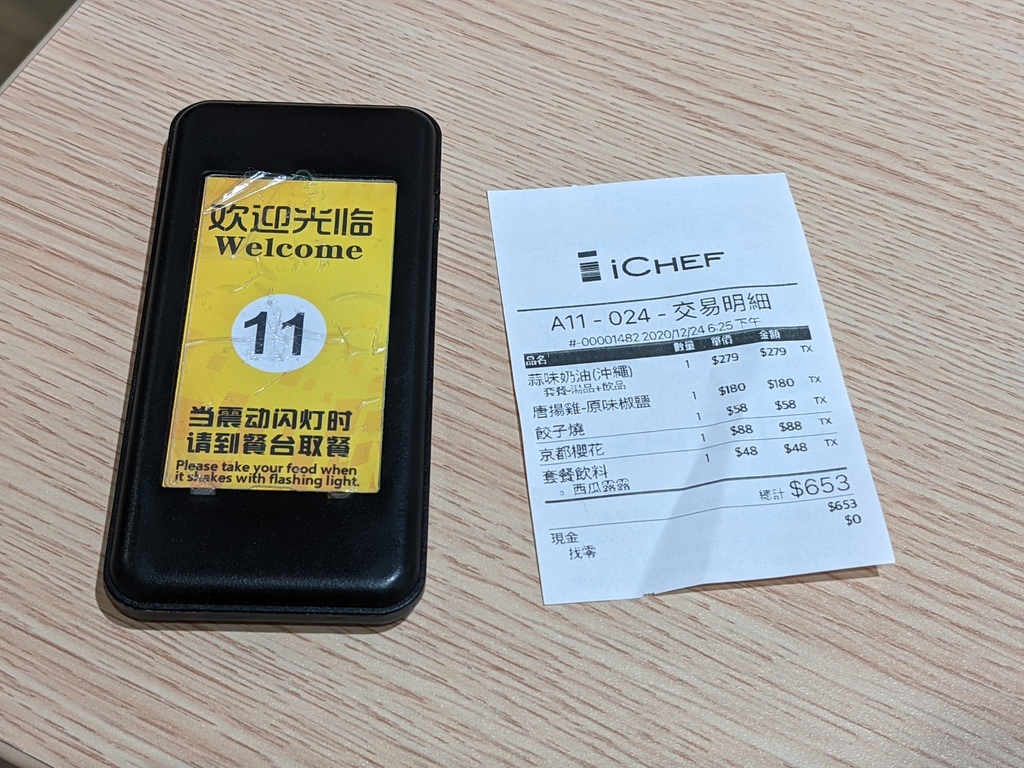 欢迎光临
Welcome
11
当震动闪灯时
请到餐台取餐
Please take your food when
it shakes with flashing light.
iCHEF
A11 - 024 - 交易明細
#-00001482 2020/12/24 6:25 下午
品名 數量 單價 金額
蒜味奶油(沖繩) 1 $279 $279 TX
套餐-湯品+飲品
唐揚雞-原味椒鹽 1 $180 $180 TX
餃子燒 1 $58 $58 TX
京都櫻花 1 $88 $88 TX
套餐飲料 1 $48 $48 TX
。西瓜露露
總計 $653
現金 $653
找零 $0